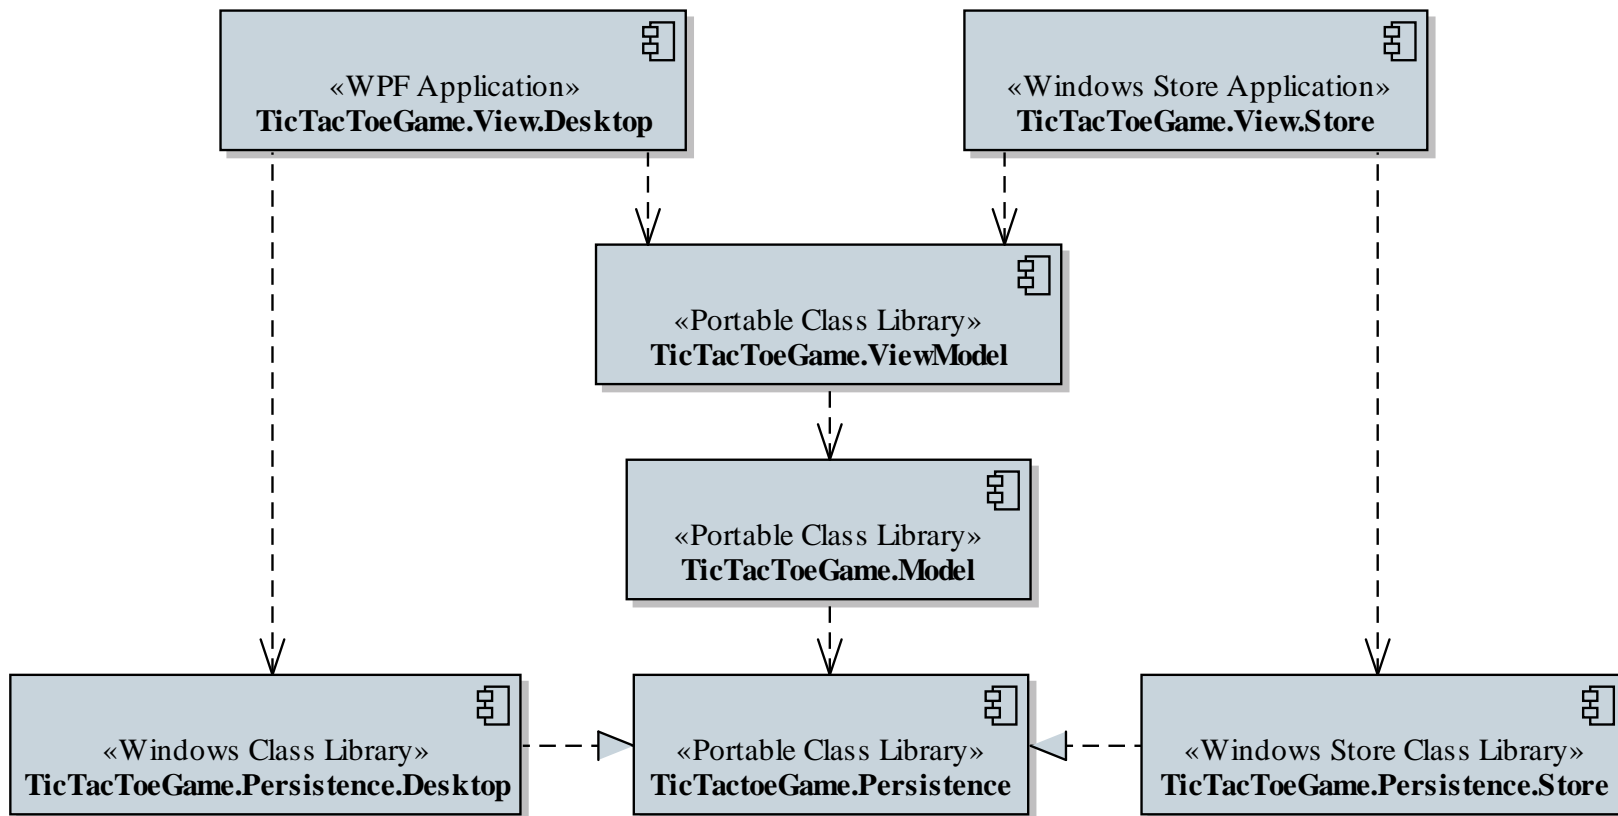 «WPF Application»
TicTacToeGame.View.Desktop
«Windows Store Application»
TicTacToeGame.View.Store
«Portable Class Library»
TicTacToeGame.ViewModel
«Portable Class Library»
TicTacToeGame.Model
«Windows Class Library»
TicTacToeGame.Persistence.Desktop
«Portable Class Library»
TicTactoeGame.Persistence
«Windows Store Class Library»
TicTacToeGame.Persistence.Store